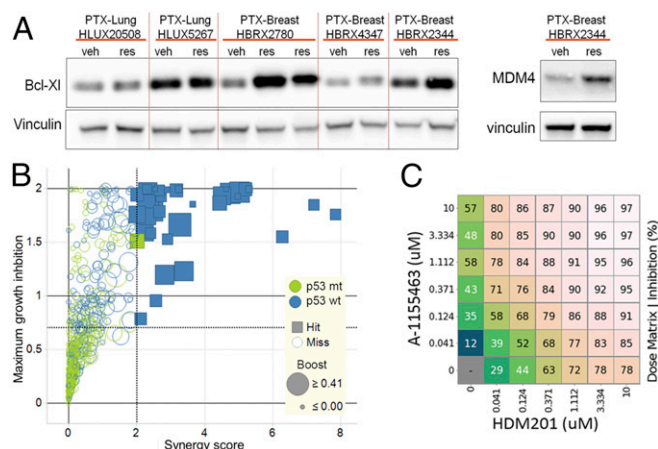 A
PTX-Lung PTX-Lung PTX-Breast PTX-Breast PTX-Breast
HLUX20508 HLUX5267 HBRX2780 HBRX4347 HBRX2344
veh res veh res veh res res veh res veh res
Bcl-Xl
Vinculin
PTX-Breast
HBRX2344
veh res
MDM4
vinculin
B
Maximum growth inhbition
2
1.5
1
0.5
0
0 2 4 6 8
Synergy score
p53 mt
p53 wt
Hit
Miss
Boost
≥ 0.41
≤ 0.00
C
A-1155463 (uM)
10 57 80 86 87 90 96 97
3.334 48 80 85 90 90 96 97
1.112 58 78 84 88 91 95 96
0.371 43 71 76 84 90 92 95
0.124 35 58 68 79 86 88 91
0.041 12 39 52 68 77 83 85
0 - 29 44 63 72 78 78
0 0.041 0.124 0.371 1.112 3.334 10
HDM201 (uM)
Dose Matrix | Inhibition (%)